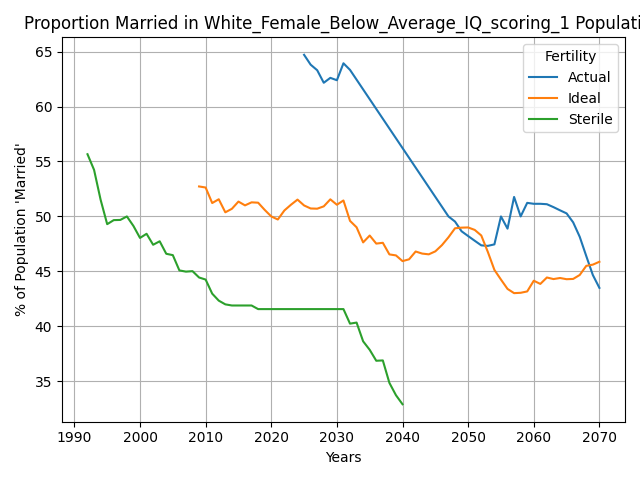 Proportion Married in White_Female_Below_Average_IQ_scoring_1 Populati
% of Population 'Married'
65
60
55
50
45
40
35
Fertility
Actual
Ideal
Sterile
1990 2000 2010 2020 2030 2040 2050 2060 2070
Years